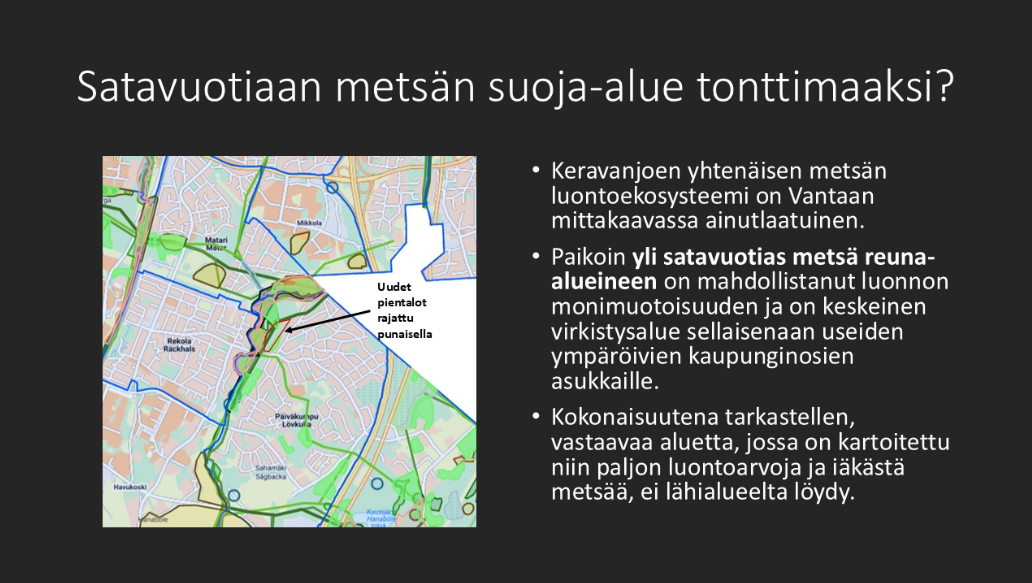 Satavuotiaan metsän suoja-alue tonttimaaksi?
Mikkola
Matari
Uudet
pientalot
rajattu
punaisella
Rekola
Räckhals
Päiväkumpu
Lövkulla
Sahamäki
Sågbacka
Havukoski
Hanaböle
• Keravanjoen yhtenäisen metsän
luontoekosysteemi on Vantaan
mittakaavassa ainutlaatuinen.
• Paikoin yli satavuotias metsä reuna-
alueineen on mahdollistanut luonnon
monimuotoisuuden ja on keskeinen
virkistysalue sellaisenaan useiden
ympäröivien kaupunginosien
asukkaille.
• Kokonaisuutena tarkastellen,
vastaavaa aluetta, jossa on kartoitettu
niin paljon luontoarvoja ja iäkästä
metsää, ei lähialueelta löydy.